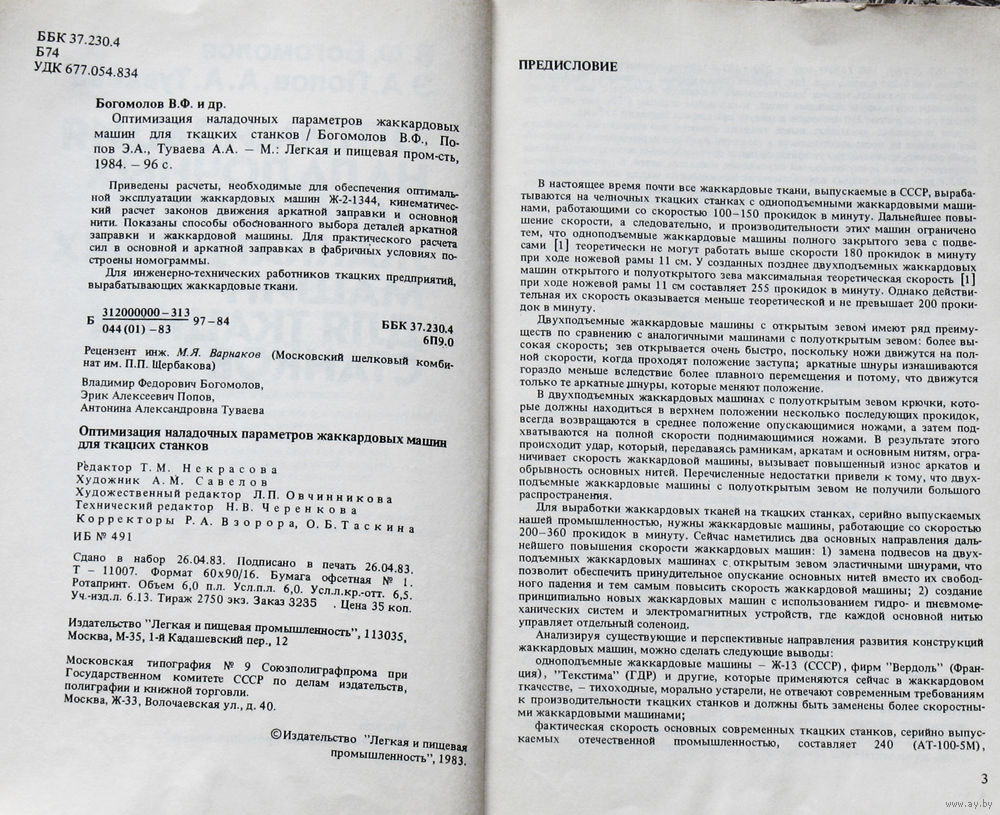 ББК 37.230.4
Б74
УДК 677.054.834
Богомолов В.Ф. и др.
Оптимизация наладочных параметров жаккардовых
машин для ткацких станков / Богомолов В.Ф., По-
пов Э.А., Туваева А.А. – М.: Легкая и пищевая пром-сть,
1984. – 96 с.
Приведены расчеты, необходимые для обеспечения оптималь-
ной эксплуатации жаккардовых машин Ж-2-1344, кинематичес-
кий расчет законов движения аркатной заправки и основной
нити. Показаны способы обоснованного выбора деталей аркатной
заправки и жаккардовой машины. Для практического расчета
сил в основной и аркатной заправках в фабричных условиях по-
строены номограммы.
Для инженерно-технических работников ткацких предприятий,
вырабатывающих жаккардовые ткани.
Б 312000000–313 / 044 (01) –83 97–84
ББК 37.230.4
6П9.0
Рецензент инж. М.Я. Варнаков (Московский шелковый комби-
нат им. П.П. Щербакова)
Владимир Федорович Богомолов,
Эрик Алексеевич Попов,
Антонина Александровна Туваева
Оптимизация наладочных параметров жаккардовых машин
для ткацких станков
Редактор Т.М. Некрасова
Художник А.М. Савелов
Художественный редактор Л.П. Овчинникова
Технический редактор Н.В. Черенкова
Корректоры Р.А. Взорора, О.Б. Таскина
ИБ № 491
Сдано в набор 26.04.83. Подписано в печать 26.04.83.
Т – 11007. Формат 60х90/16. Бумага офсетная № 1.
Ротапринт. Объем 6,0 п.л. Усл.п.л. 6,0. Усл.л.кр.-отт. 6,5.
Уч.-изд.л. 6.13. Тираж 2750 экз. Заказ 3235 . Цена 35 коп.
Издательство "Легкая и пищевая промышленность", 113035,
Москва, М-35, 1-й Кадашевский пер., 12
Московская типография № 9 Союзполиграфпрома при
Государственном комитете СССР по делам издательств,
полиграфии и книжной торговли.
Москва, Ж-33, Волочаевская ул., д. 40.
©Издательство "Легкая и пищевая
промышленность", 1983.
ПРЕДИСЛОВИЕ
В настоящее время почти все жаккардовые ткани, выпускаемые в СССР, выраба-
тываются на челночных ткацких станках с одноподъемными жаккардовыми маши-
нами, работающими со скоростью 100–150 прокидок в минуту. Дальнейшее повы-
шение скорости, а следовательно, и производительности этих машин ограничено
тем, что одноподъемные жаккардовые машины полного закрытого зева с подве-
сами [1] теоретически не могут работать выше скорости 180 прокидок в минуту
при ходе ножевой рамы 11 см. У созданных позднее двухподъемных жаккардовых
машин открытого и полуоткрытого зева максимальная теоретическая скорость [1]
при ходе ножевой рамы 11 см составляет 255 прокидок в минуту. Однако действи-
тельная их скорость оказывается меньше теоретической и не превышает 200 проки-
док в минуту.
Двухподъемные жаккардовые машины с открытым зевом имеют ряд преиму-
ществ по сравнению с аналогичными машинами с полуоткрытым зевом: более вы-
сокая скорость; зев открывается очень быстро, поскольку ножи движутся на пол-
ной скорости, когда проходят положение заступа; аркатные шнуры изнашиваются
гораздо меньше вследствие более плавного перемещения и потому, что движутся
только те аркатные шнуры, которые меняют положение.
В двухподъемных жаккардовых машинах с полуоткрытым зевом крючки, кото-
рые должны находиться в верхнем положении несколько последующих прокидок,
всегда возвращаются в среднее положение опускающимися ножами, а затем под-
хватываются на полной скорости поднимающимися ножами. В результате этого
происходит удар, который, передаваясь рамникам, аркатам и основным нитям, огра-
ничивает скорость жаккардовой машины, вызывает повышенный износ аркатов и
обрывность основных нитей. Перечисленные недостатки привели к тому, что двух-
подъемные жаккардовые машины с полуоткрытым зевом не получили большого
распространения.
Для выработки жаккардовых тканей на ткацких станках, серийно выпускаемых
нашей промышленностью, нужны жаккардовые машины, работающие со скоростью
200–360 прокидок в минуту. Сейчас наметились два основных направления даль-
нейшего повышения скорости жаккардовых машин: 1) замена подвесов на двух-
подъемных жаккардовых машинах с открытым зевом эластичными шнурами, что
позволит обеспечить принудительное опускание основных нитей вместо их свобод-
ного падения и тем самым повысить скорость жаккардовой машины; 2) создание
принципиально новых жаккардовых машин с использованием гидро- и пневмоме-
ханических систем и электромагнитных устройств, где каждой основной нитью
управляет отдельный соленоид.
Анализируя существующие и перспективные направления развития конструкций
жаккардовых машин, можно сделать следующие выводы:
одноподъемные жаккардовые машины – Ж-13 (СССР), фирм "Вердоль" (Фран-
ция), "Текстима" (ГДР) и другие, которые применяются сейчас в жаккардовом
ткачестве, – тихоходные, морально устарели, не отвечают современным требованиям
к производительности ткацких станков и должны быть заменены более скоростны-
ми жаккардовыми машинами;
фактическая скорость основных современных ткацких станков, серийно выпус-
каемых отечественной промышленностью, составляет 240 (АТ-100-5М),
3
www.ay.by